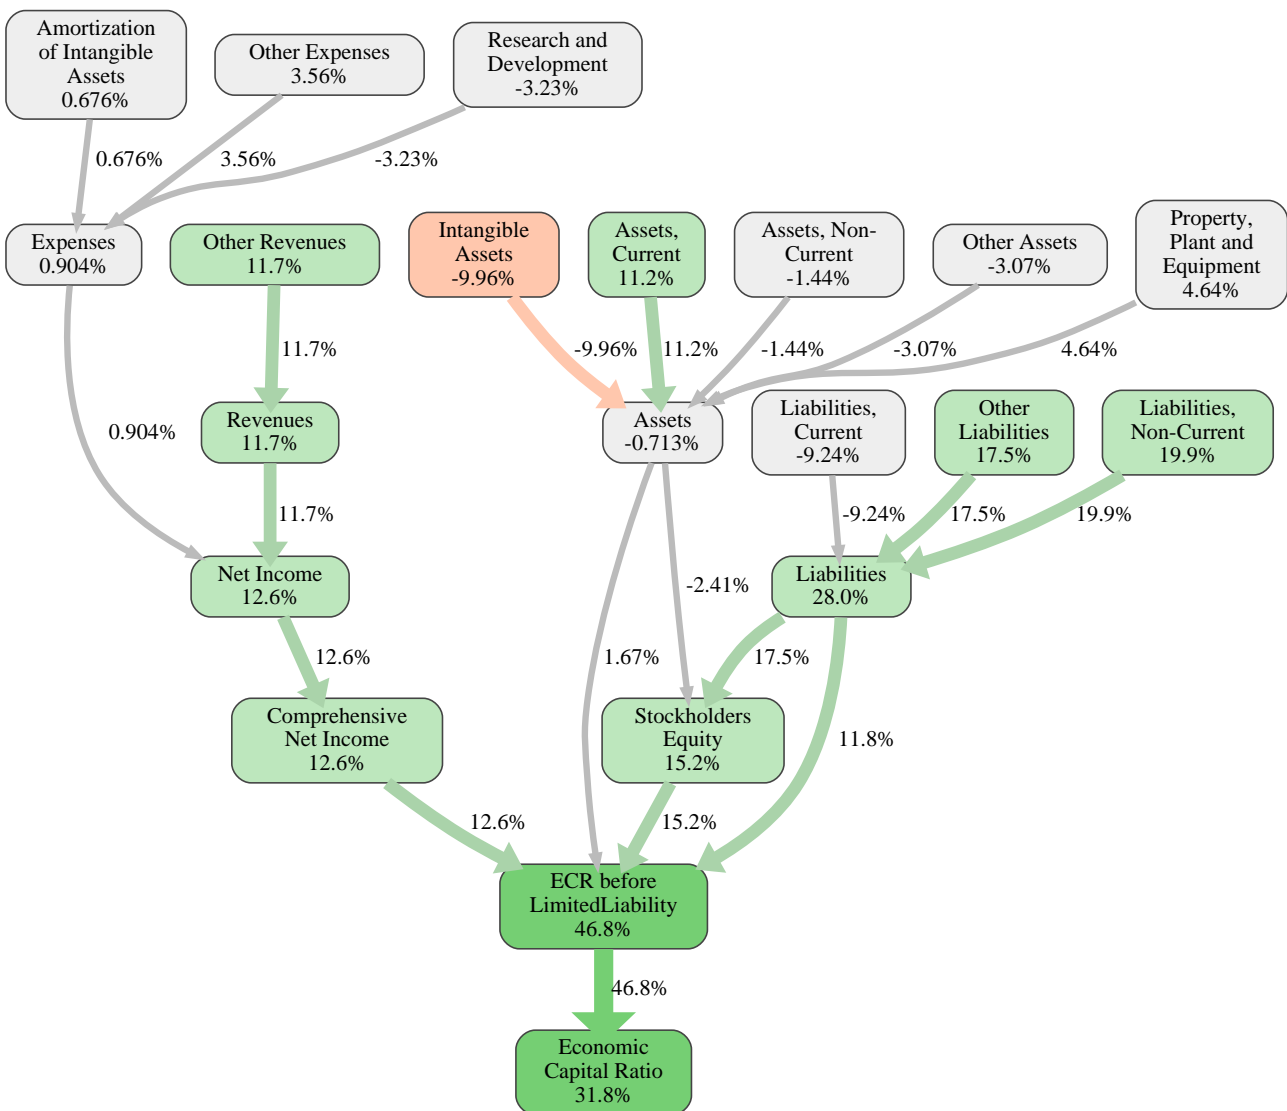 Amortization
of Intangible
Assets
0.676%
Other Expenses
3.56%
Research and
Development
-3.23%
0.676%
3.56%
-3.23%
Expenses
0.904%
Other Revenues
11.7%
Intangible
Assets
-9.96%
Assets,
Current
11.2%
Assets, Non-
Current
-1.44%
Other Assets
-3.07%
Property,
Plant and
Equipment
4.64%
11.7%
-9.96%
11.2%
-1.44%
-3.07%
4.64%
0.904%
Revenues
11.7%
Assets
-0.713%
Liabilities,
Current
-9.24%
Other
Liabilities
17.5%
Liabilities,
Non-Current
19.9%
11.7%
-9.24%
17.5%
19.9%
Net Income
12.6%
-2.41%
Liabilities
28.0%
12.6%
1.67%
17.5%
Comprehensive
Net Income
12.6%
Stockholders
Equity
15.2%
11.8%
12.6%
15.2%
ECR before
LimitedLiability
46.8%
46.8%
Economic
Capital Ratio
31.8%